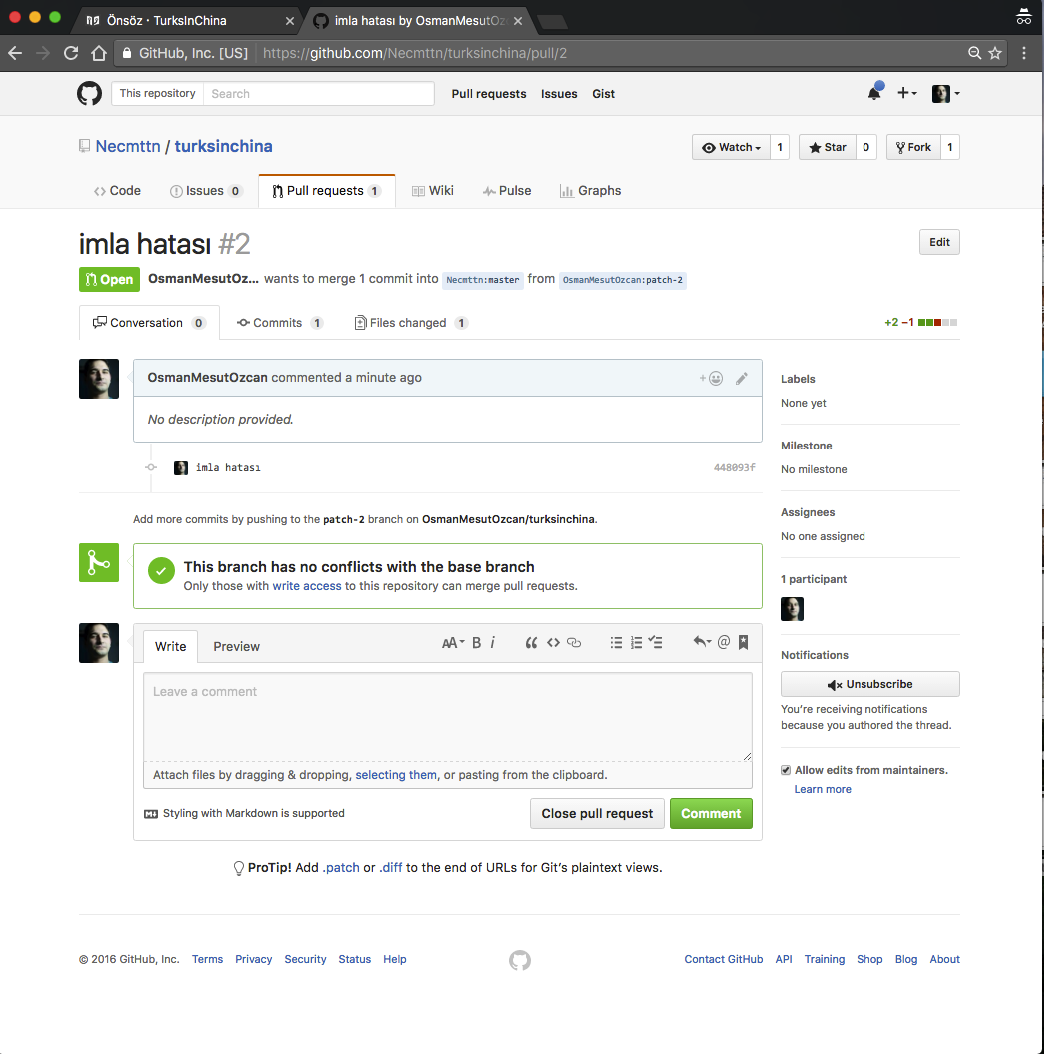 Önsöz · TurksInChina
imla hatası by OsmanMesutOz
GitHub, Inc. [US] https://github.com/Necmttn/turksinchina/pull/2
This repository Search Pull requests Issues Gist
Necmttn / turksinchina
Watch 1 Star 0 Fork 1
Code Issues 0 Pull requests 1 Wiki Pulse Graphs
imla hatası #2
Edit
Open OsmanMesutOz... wants to merge 1 commit into Necmttn:master from OsmanMesutOzcan:patch-2
Conversation 0 Commits 1 Files changed 1 +2 −1
OsmanMesutOzcan commented a minute ago
No description provided.
imla hatası 448093f
Add more commits by pushing to the patch-2 branch on OsmanMesutOzcan/turksinchina.
This branch has no conflicts with the base branch
Only those with write access to this repository can merge pull requests.
Write Preview AA B i
Leave a comment
Attach files by dragging & dropping, selecting them, or pasting from the clipboard.
Styling with Markdown is supported
Close pull request Comment
ProTip! Add .patch or .diff to the end of URLs for Git’s plaintext views.
Labels
None yet
Milestone
No milestone
Assignees
No one assigned
1 participant
Notifications
Unsubscribe
You’re receiving notifications
because you authored the thread.
Allow edits from maintainers.
Learn more
© 2016 GitHub, Inc. Terms Privacy Security Status Help
Contact GitHub API Training Shop Blog About